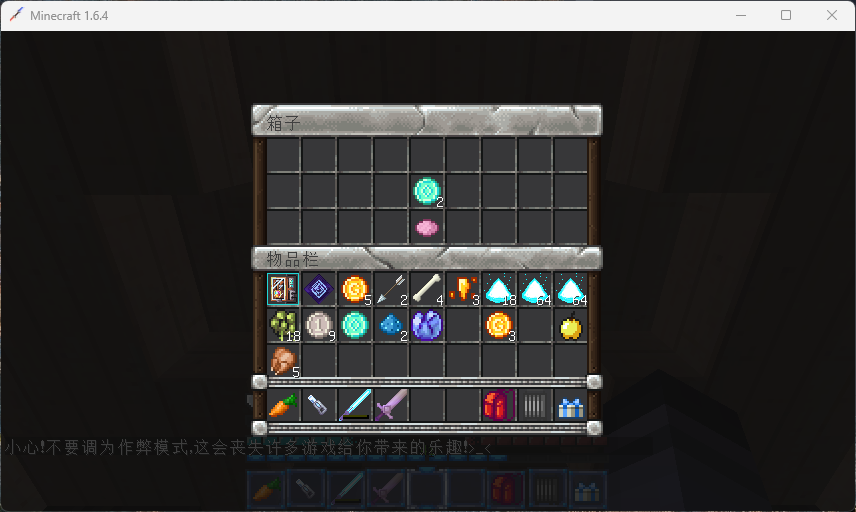 Minecraft 1.6.4
箱子
2
物品栏
5 2 4 3 18 64 64
18 9 2 3
5
小心!不要调为作弊模式,这会丧失许多游戏给你带来的乐趣!>_<